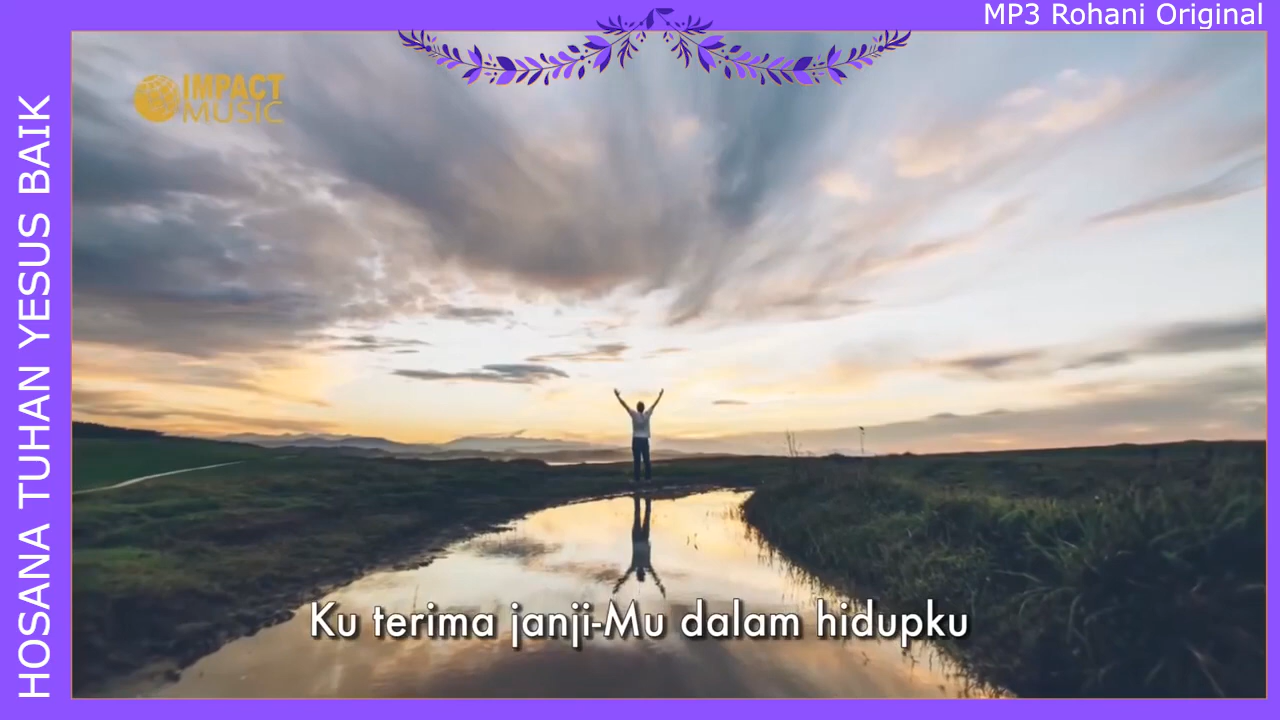 MP3 Rohani Original
IMPACT
MUSIC
HOSANA TUHAN YESUS BAIK
Ku terima janji-Mu dalam hidupku